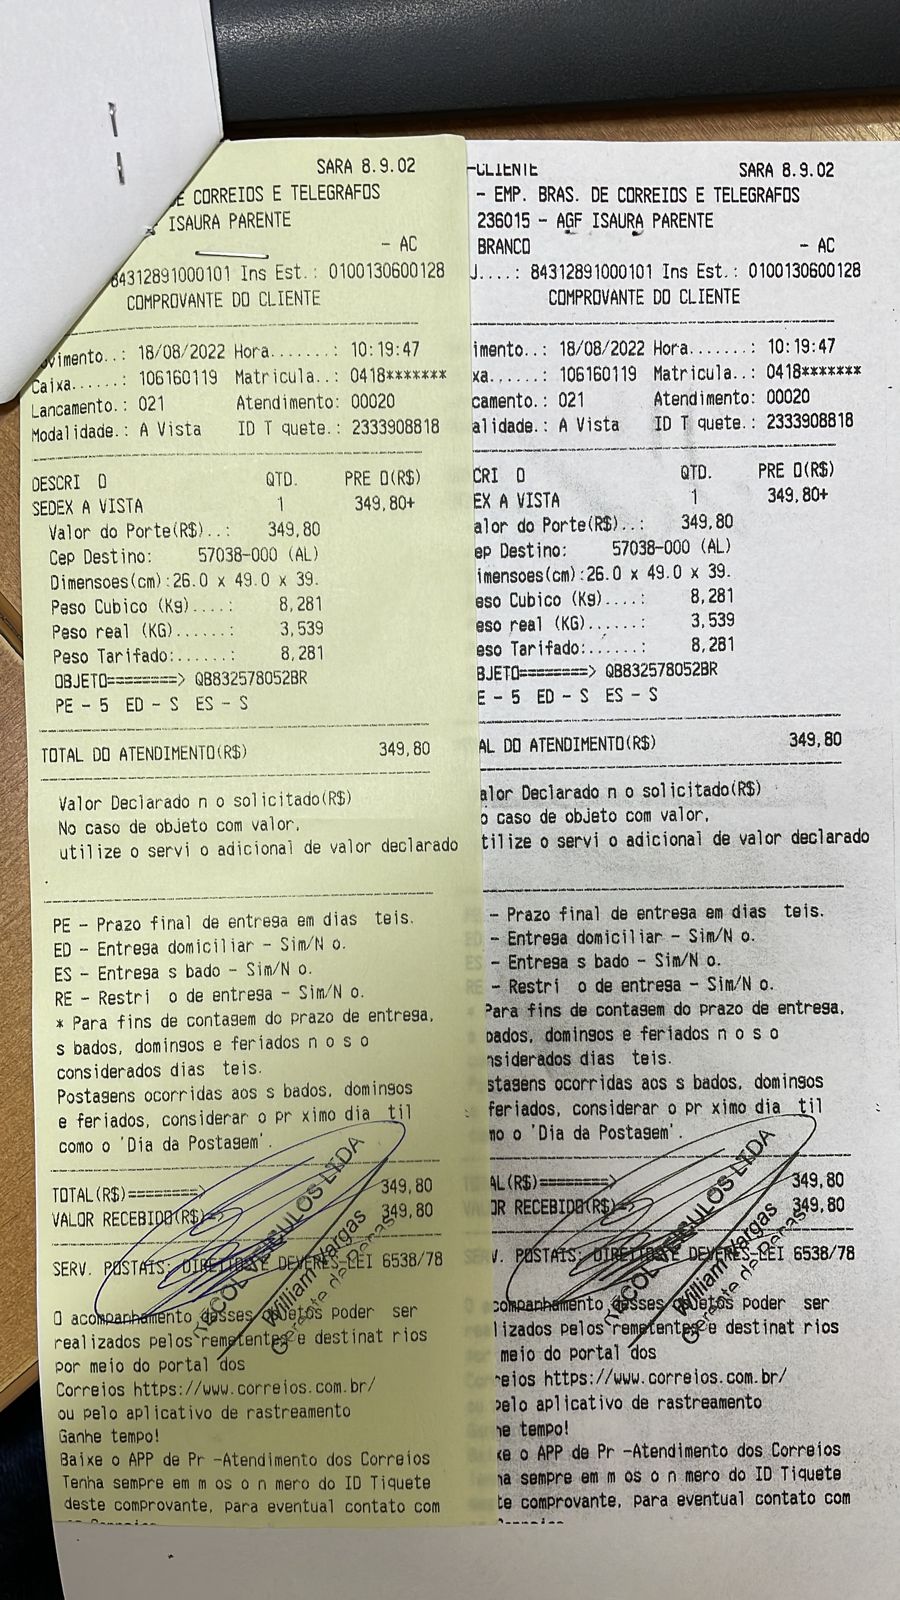 SARA 8.9.02
DE CORREIOS E TELEGRAFOS
ISAURA PARENTE
- AC
84312891000101 Ins Est.: 0100130600128
COMPROVANTE DO CLIENTE
ovimento..: 18/08/2022 Hora.......: 10:19:47
Caixa......: 106160119 Matricula..: 0418*******
Lancamento.: 021 Atendimento: 00020
Modalidade.: A Vista ID T quete.: 2333908818
DESCRI O QTD. PRE O(R$)
SEDEX A VISTA 1 349,80+
Valor do Porte(R$)..: 349,80
Cep Destino: 57038-000 (AL)
Dimensoes(cm):26.0 x 49.0 x 39.
Peso Cubico (Kg)....: 8,281
Peso real (KG)......: 3,539
Peso Tarifado:......: 8,281
OBJETO========> QB832578052BR
PE - 5 ED - S ES - S
TOTAL DO ATENDIMENTO(R$) 349,80
Valor Declarado n o solicitado(R$)
No caso de objeto com valor,
utilize o servi o adicional de valor declarado
PE - Prazo final de entrega em dias teis.
ED - Entrega domiciliar - Sim/N o.
ES - Entrega s bado - Sim/N o.
RE - Restri o de entrega - Sim/N o.
* Para fins de contagem do prazo de entrega,
s bados, domingos e feriados n o s o
considerados dias teis.
Postagens ocorridas aos s bados, domingos
e feriados, considerar o pr ximo dia til
como o 'Dia da Postagem'.
TOTAL(R$)========> 349,80
VALOR RECEBIDO(R$)=> 349,80
SERV. POSTAIS: DIREITOS E DEVERES-LEI 6538/78
O acompanhamento desses objetos poder ser
realizados pelos remetentes e destinat rios
por meio do portal dos
Correios https://www.correios.com.br/
ou pelo aplicativo de rastreamento
Ganhe tempo!
Baixe o APP de Pr -Atendimento dos Correios
Tenha sempre em m os o n mero do ID Tiquete
deste comprovante, para eventual contato com
VEICULOS LTDA
William Vargas
Gerente de
-CLIENTE SARA 8.9.02
- EMP. BRAS. DE CORREIOS E TELEGRAFOS
236015 - AGF ISAURA PARENTE
BRANCO - AC
J....: 84312891000101 Ins Est.: 0100130600128
COMPROVANTE DO CLIENTE
imento..: 18/08/2022 Hora.......: 10:19:47
xa......: 106160119 Matricula..: 0418*******
camento.: 021 Atendimento: 00020
alidade.: A Vista ID T quete.: 2333908818
CRI O QTD. PRE O(R$)
EX A VISTA 1 349,80+
alor do Porte(R$)..: 349,80
ep Destino: 57038-000 (AL)
imensoes(cm):26.0 x 49.0 x 39.
eso Cubico (Kg)....: 8,281
eso real (KG)......: 3,539
eso Tarifado:......: 8,281
BJETO========> QB832578052BR
E - 5 ED - S ES - S
AL DO ATENDIMENTO(R$) 349,80
alor Declarado n o solicitado(R$)
o caso de objeto com valor,
tilize o servi o adicional de valor declarado
PE - Prazo final de entrega em dias teis.
ED - Entrega domiciliar - Sim/N o.
ES - Entrega s bado - Sim/N o.
RE - Restri o de entrega - Sim/N o.
* Para fins de contagem do prazo de entrega,
bados, domingos e feriados n o s o
nsiderados dias teis.
stagens ocorridas aos s bados, domingos
feriados, considerar o pr ximo dia til
mo o 'Dia da Postagem'.
AL(R$)========> 349,80
OR RECEBIDO(R$)=> 349,80
V. POSTAIS: DIREITOS E DEVERES-LEI 6538/78
companhamento desses objetos poder ser
lizados pelos remetentes e destinat rios
meio do portal dos
reios https://www.correios.com.br/
pelo aplicativo de rastreamento
he tempo!
xe o APP de Pr -Atendimento dos Correios
ha sempre em m os o n mero do ID Tiquete
te comprovante, para eventual contato com
VEICULOS LTDA
William Vargas
Gerente de